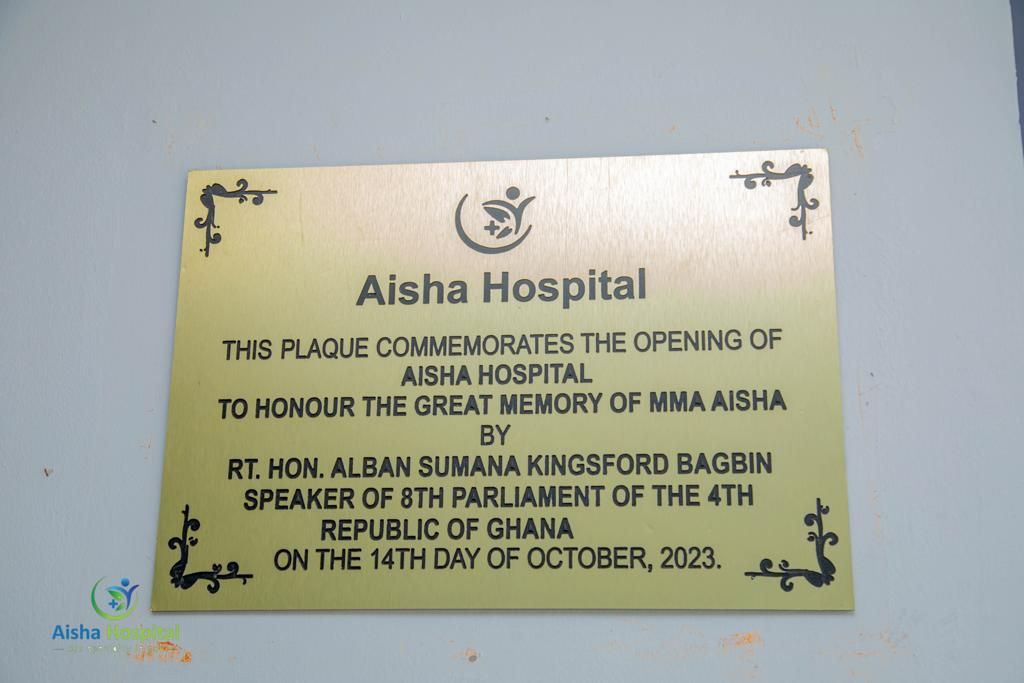 Aisha Hospital
THIS PLAQUE COMMEMORATES THE OPENING OF
AISHA HOSPITAL
TO HONOUR THE GREAT MEMORY OF MMA AISHA
BY
RT. HON. ALBAN SUMANA KINGSFORD BAGBIN
SPEAKER OF 8TH PARLIAMENT OF THE 4TH
REPUBLIC OF GHANA
ON THE 14TH DAY OF OCTOBER, 2023.
Aisha Hospital